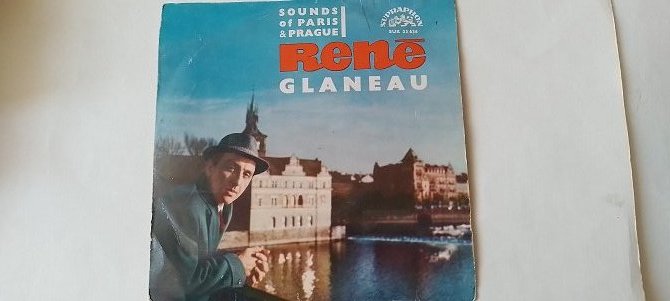 SOUNDS
of PARIS
& PRAGUE
René
GLANEAU
SUPRAPHON